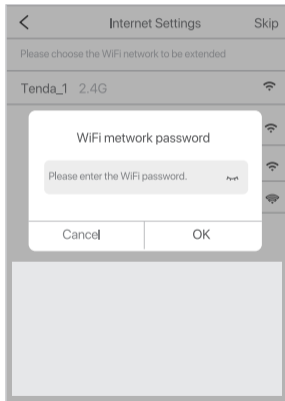 Internet Settings Skip
Please choose the WiFi network to be extended
Tenda_1 2.4G
WiFi metwork password
Please enter the WiFi password.
Cancel OK